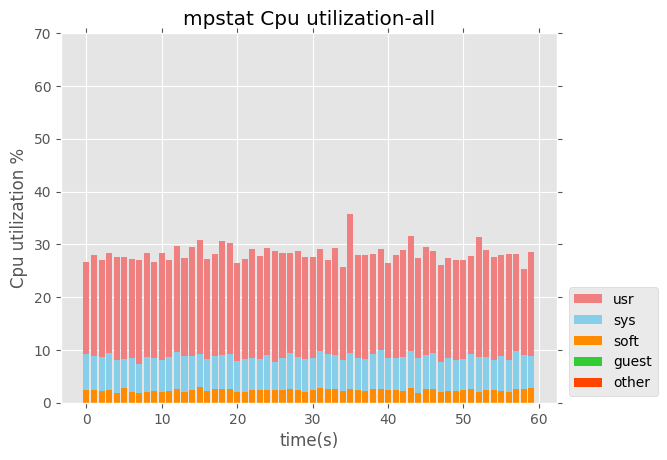 mpstat Cpu utilization-all
Cpu utilization %
70
60
50
40
30
20
10
0
0 10 20 30 40 50 60
time(s)
usr
sys
soft
guest
other